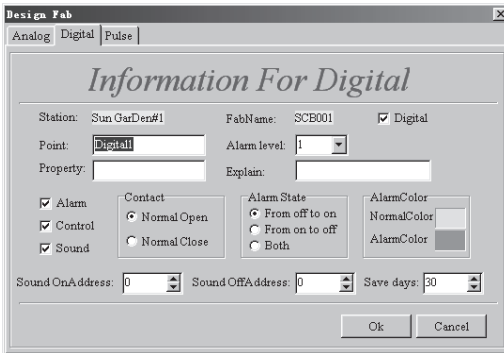 Design Fab
Analog Digital Pulse
Information For Digital
Station: Sun GarDen#1 FabName: SCB001 Digital
Point: Digital1 Alarm level: 1
Property: Explain:
Alarm Contact Alarm State AlarmColor
Normal Open From off to on NormalColor
Control From on to off
Sound Normal Close Both AlarmColor
Sound OnAddress: 0 Sound OffAddress: 0 Save days: 30
Ok Cancel